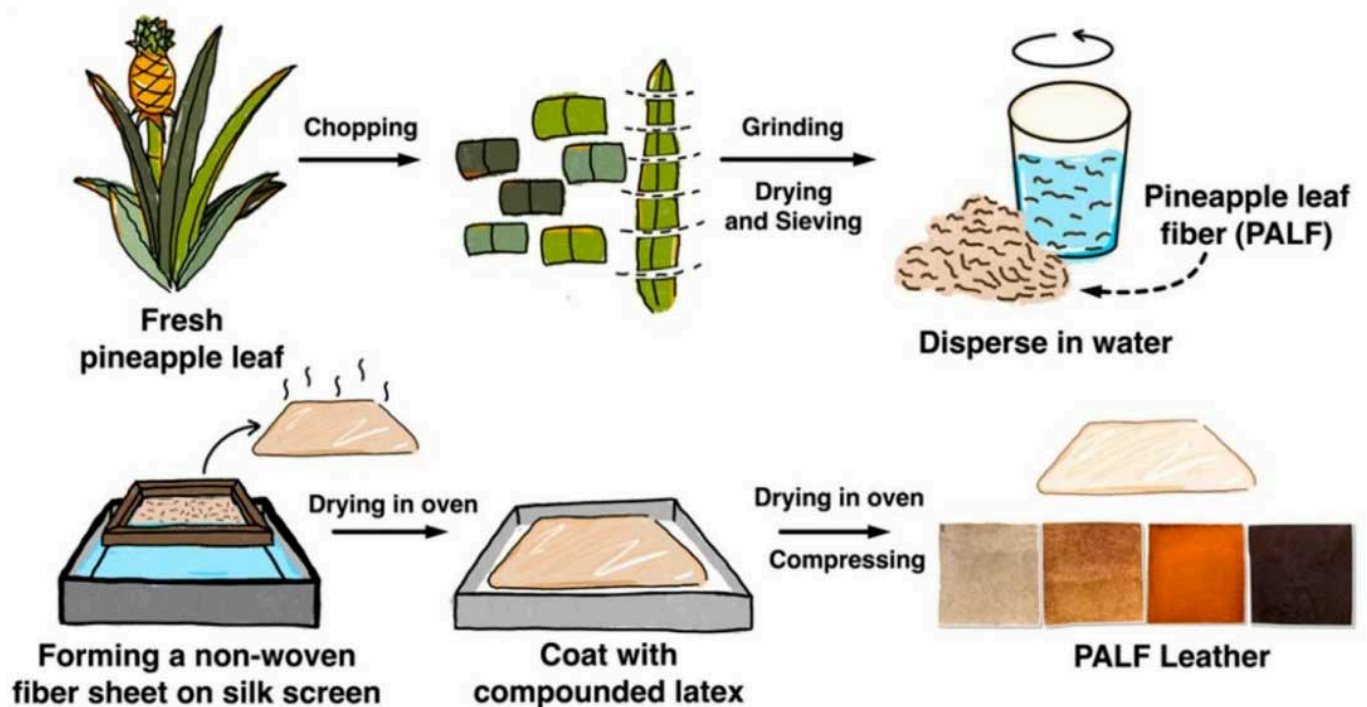 Chopping
Grinding
Drying
and Sieving
Pineapple leaf
fiber (PALF)
Fresh
pineapple leaf
Disperse in water
Drying in oven
Drying in oven
Compressing
Forming a non-woven
fiber sheet on silk screen
Coat with
compounded latex
PALF Leather